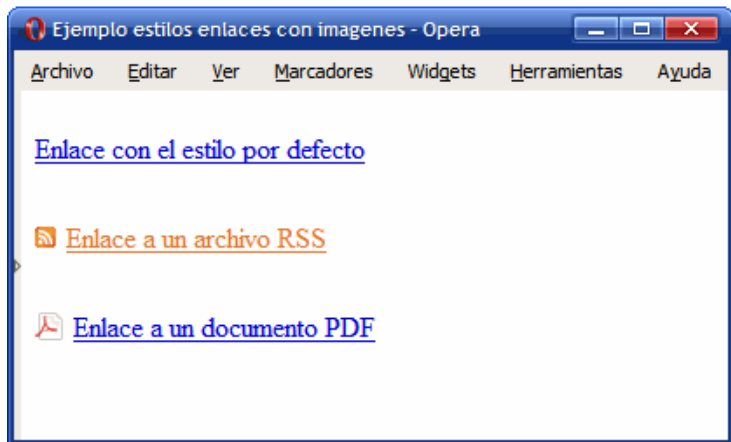 Ejemplo estilos enlaces con imagenes - Opera
Archivo Editar Ver Marcadores Widgets Herramientas Ayuda
Enlace con el estilo por defecto
Enlace a un archivo RSS
Enlace a un documento PDF